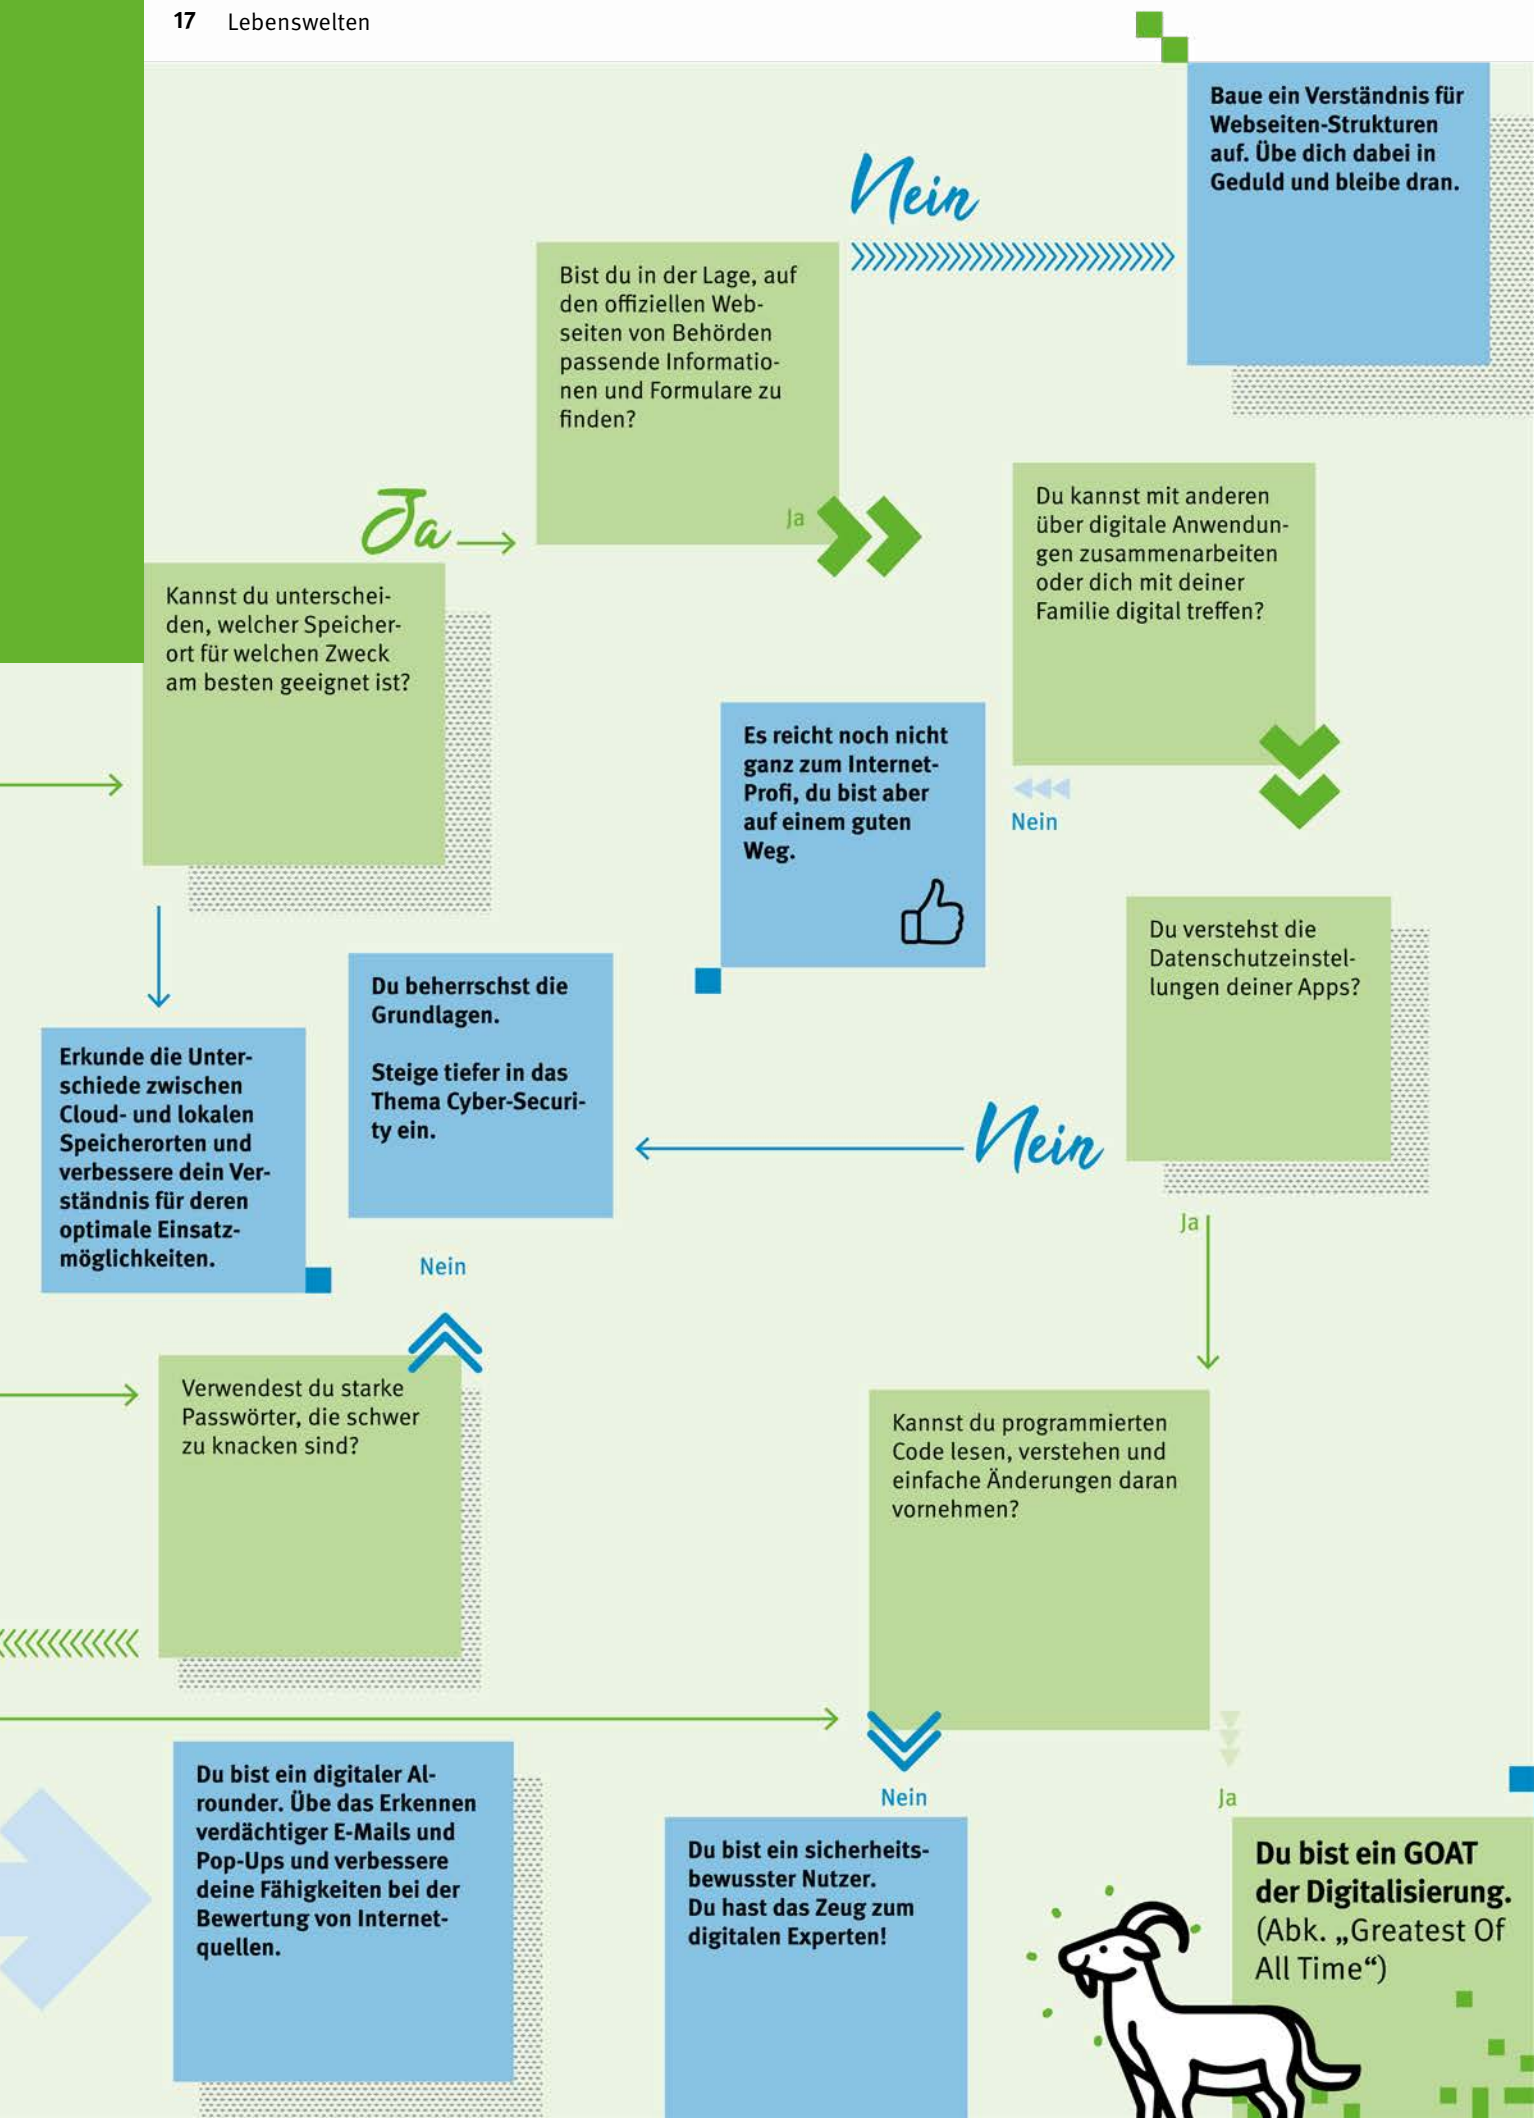 17 Lebenswelten
Baue ein Verständnis für
Webseiten-Strukturen
auf. Übe dich dabei in
Geduld und bleibe dran.
Nein
Bist du in der Lage, auf
den offiziellen Web-
seiten von Behörden
passende Informatio-
nen und Formulare zu
finden?
Ja
Ja
Du kannst mit anderen
über digitale Anwendun-
gen zusammenarbeiten
oder dich mit deiner
Familie digital treffen?
Kannst du unterschei-
den, welcher Speicher-
ort für welchen Zweck
am besten geeignet ist?
Es reicht noch nicht
ganz zum Internet-
Profi, du bist aber
auf einem guten
Weg.
Nein
Du verstehst die
Datenschutzeinstel-
lungen deiner Apps?
Du beherrschst die
Grundlagen.
Steige tiefer in das
Thema Cyber-Securi-
ty ein.
Erkunde die Unter-
schiede zwischen
Cloud- und lokalen
Speicherorten und
verbessere dein Ver-
ständnis für deren
optimale Einsatz-
möglichkeiten.
Nein
Ja
Nein
Verwendest du starke
Passwörter, die schwer
zu knacken sind?
Kannst du programmierten
Code lesen, verstehen und
einfache Änderungen daran
vornehmen?
Du bist ein digitaler Al-
rounder. Übe das Erkennen
verdächtiger E-Mails und
Pop-Ups und verbessere
deine Fähigkeiten bei der
Bewertung von Internet-
quellen.
Nein
Ja
Du bist ein sicherheits-
bewusster Nutzer.
Du hast das Zeug zum
digitalen Experten!
Du bist ein GOAT
der Digitalisierung.
(Abk. „Greatest Of
All Time“)